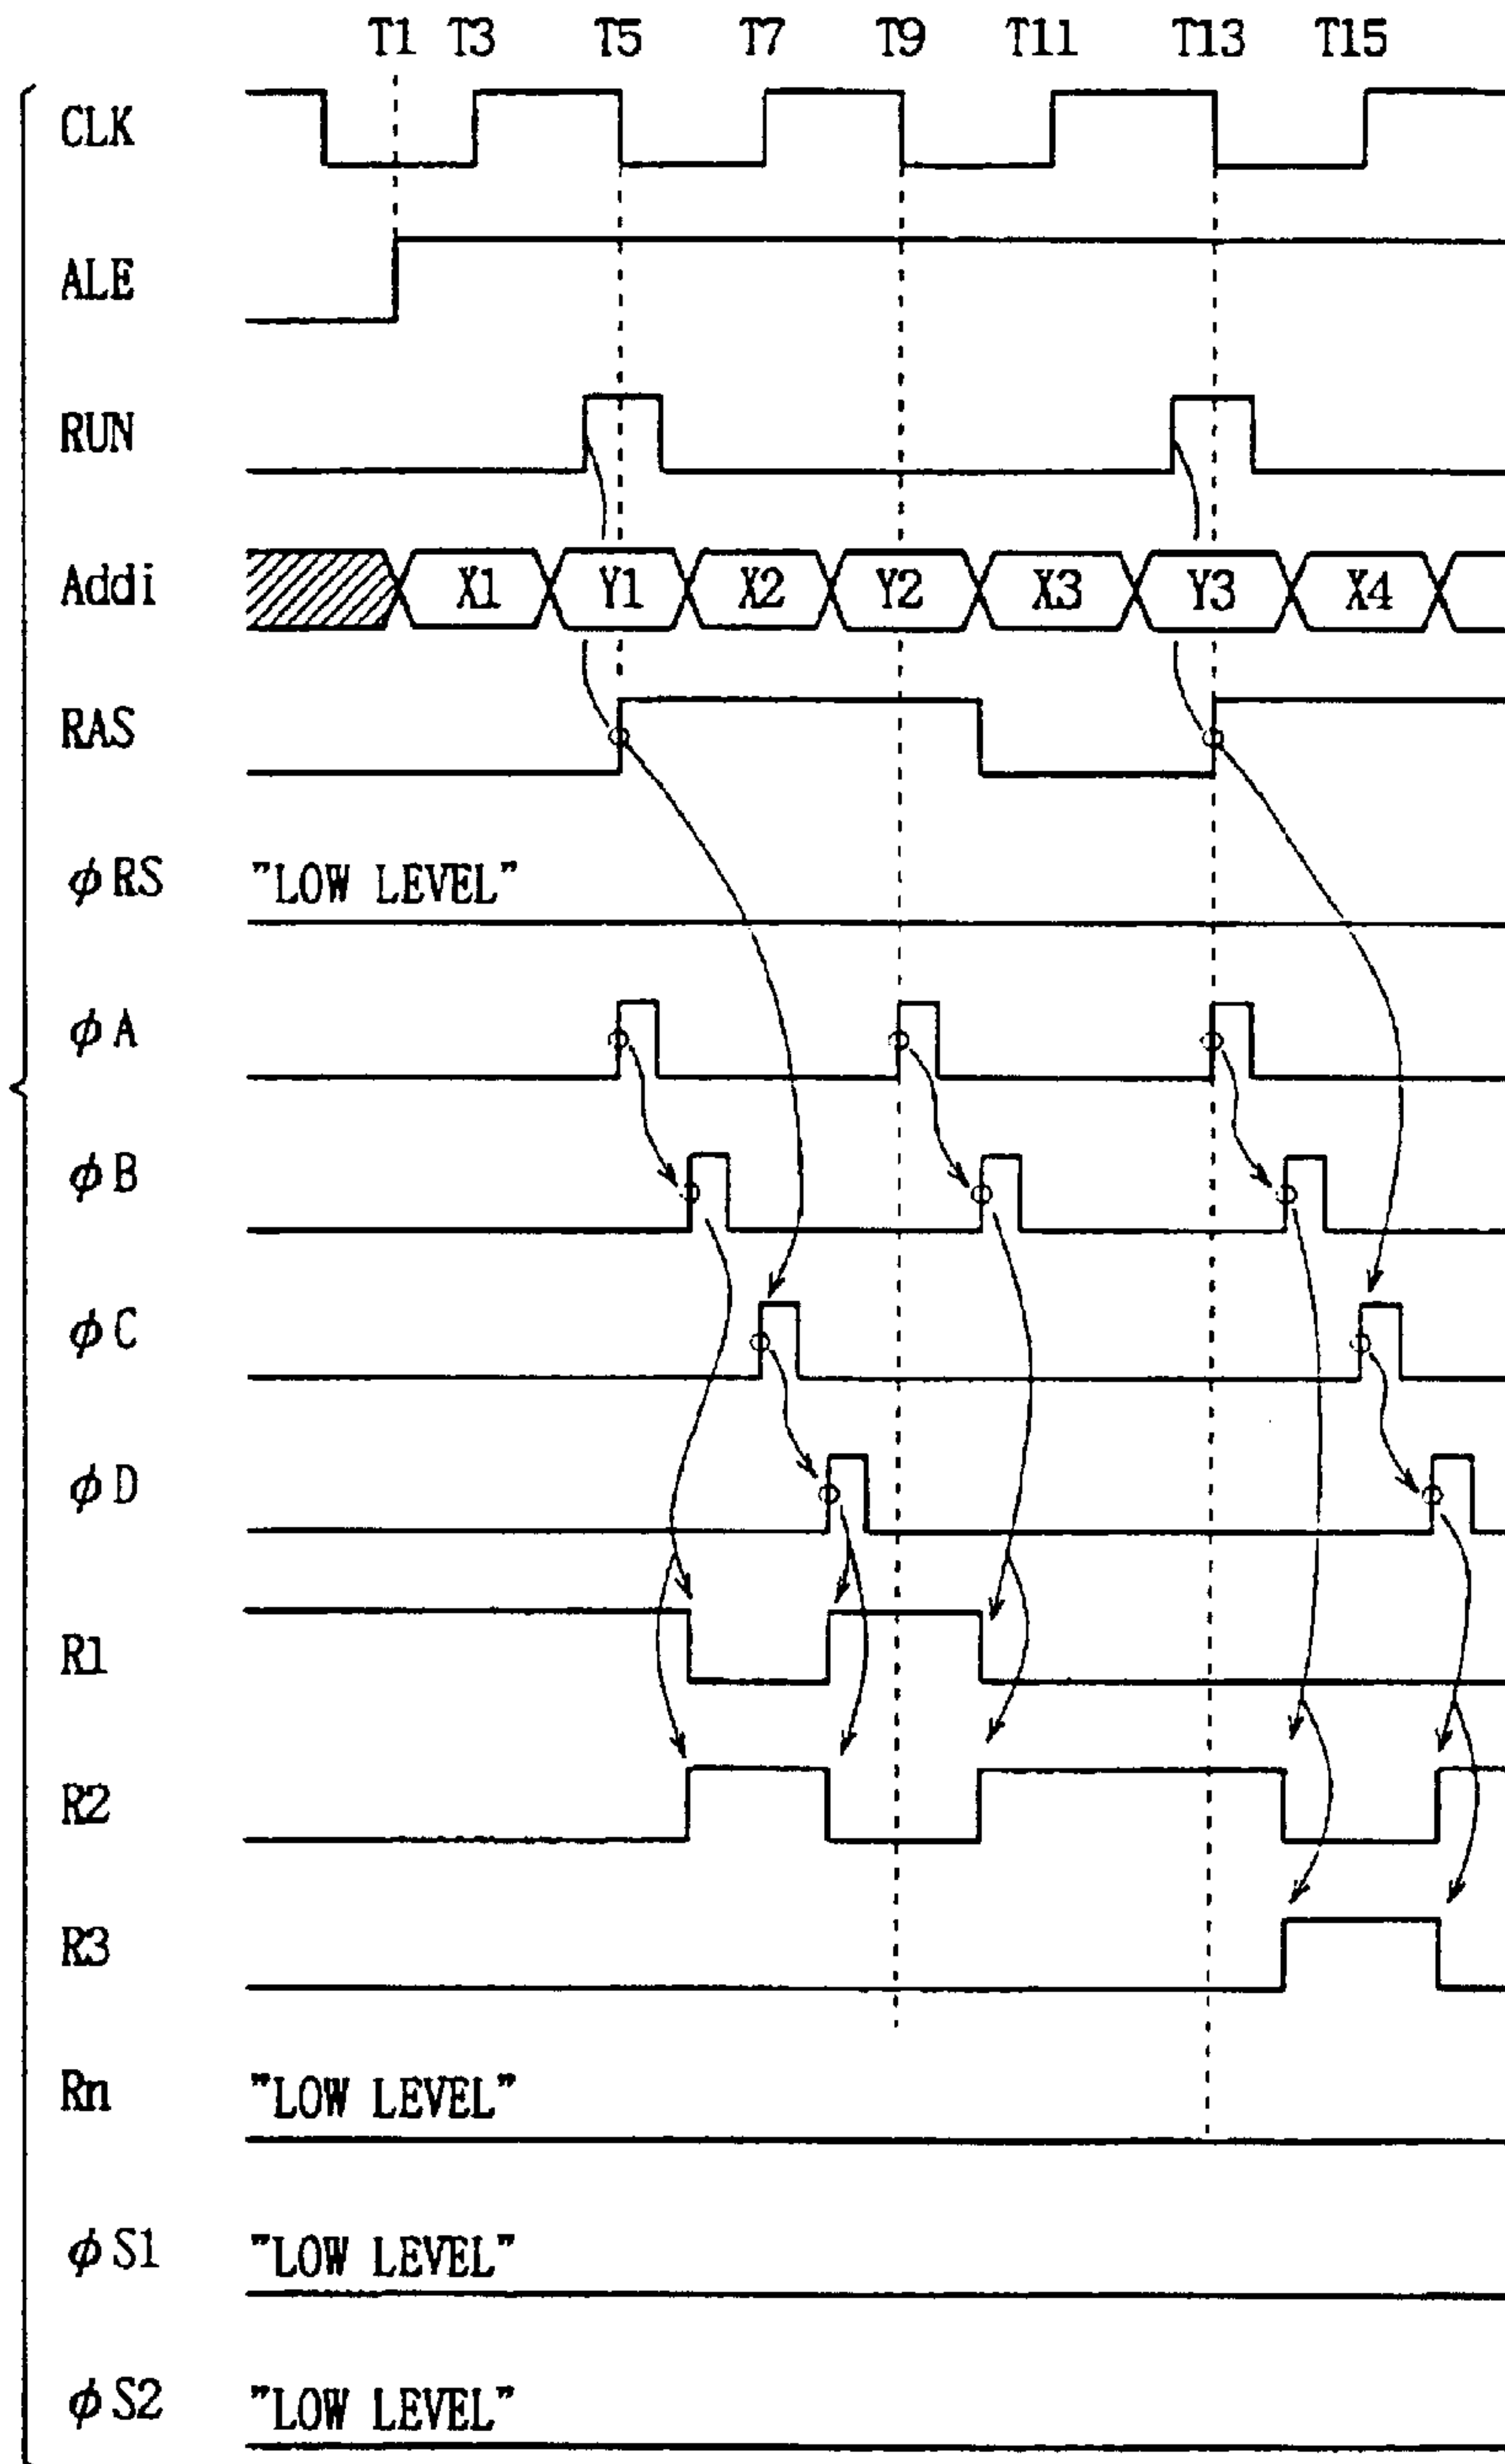 T1 T3 T5 T7 T9 T11 T13 T15
CLK
ALE
RUN
Addi X1 Y1 X2 Y2 X3 Y3 X4
RAS
φRS "LOW LEVEL"
φA
φB
φC
φD
R1
R2
R3
Rn "LOW LEVEL"
φS1 "LOW LEVEL"
φS2 "LOW LEVEL"